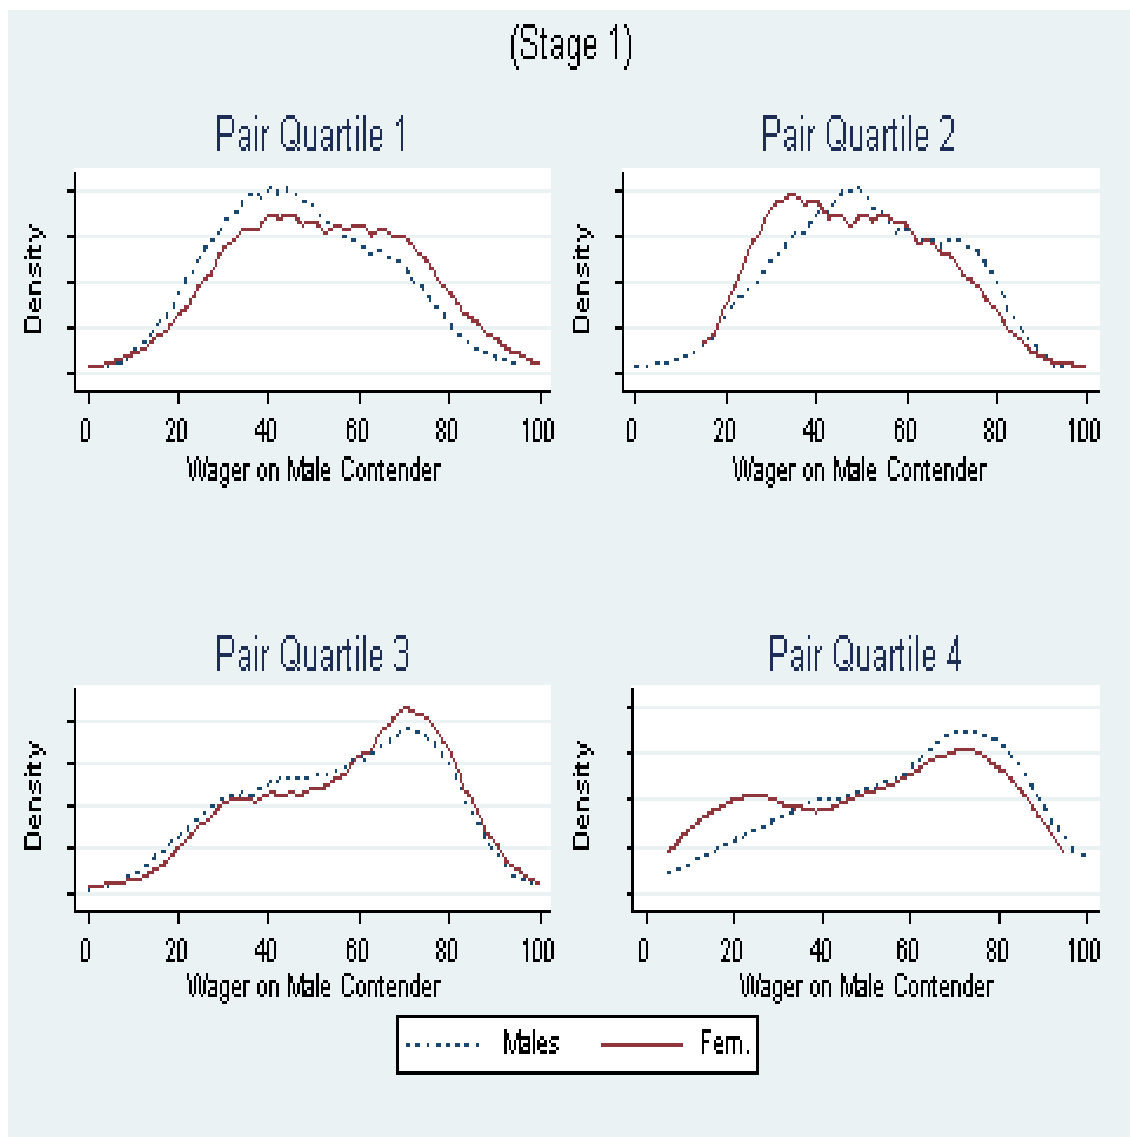 (Stage 1)
Pair Quartile 1
Density
0 20 40 60 80 100
Wager on Male Contender
Pair Quartile 2
Density
0 20 40 60 80 100
Wager on Male Contender
Pair Quartile 3
Density
0 20 40 60 80 100
Wager on Male Contender
Pair Quartile 4
Density
0 20 40 60 80 100
Wager on Male Contender
Males Fem.